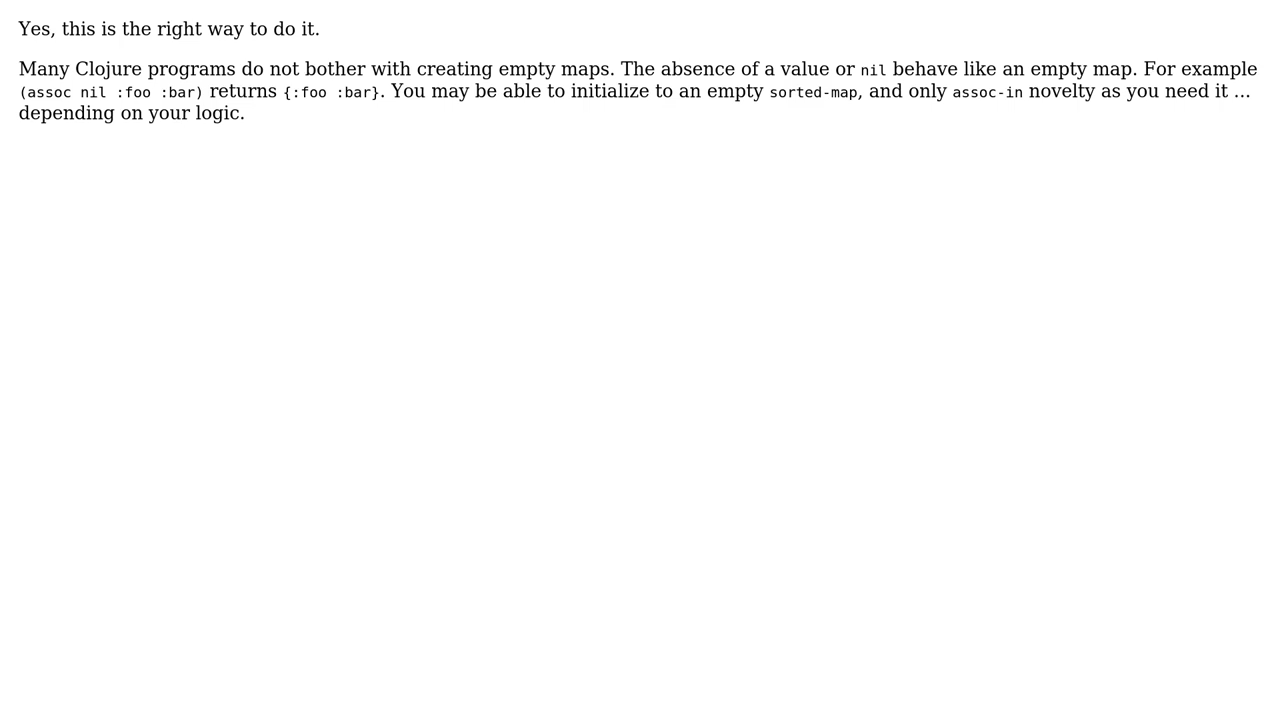 Yes, this is the right way to do it.
Many Clojure programs do not bother with creating empty maps. The absence of a value or nil behave like an empty map. For example
(assoc nil :foo :bar) returns {:foo :bar}. You may be able to initialize to an empty sorted-map, and only assoc-in novelty as you need it ...
depending on your logic.